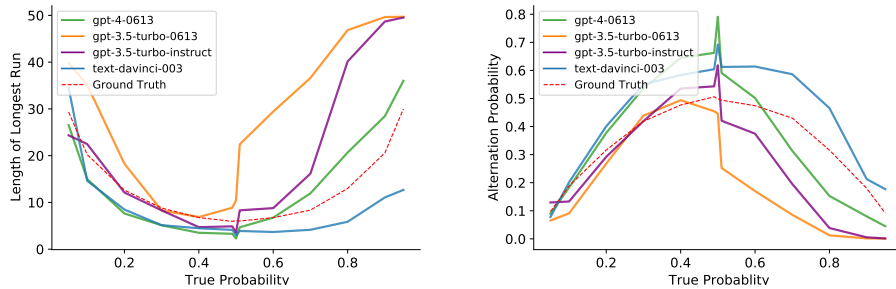 gpt-4-0613
gpt-3.5-turbo-0613
gpt-3.5-turbo-instruct
text-davinci-003
Ground Truth
Length of Longest Run
50
40
30
20
10
0
0.2
0.4
0.6
0.8
True Probability
gpt-4-0613
gpt-3.5-turbo-0613
gpt-3.5-turbo-instruct
text-davinci-003
Ground Truth
Alternation Probability
0.8
0.7
0.6
0.5
0.4
0.3
0.2
0.1
0.0
0.2
0.4
0.6
0.8
True Probablity